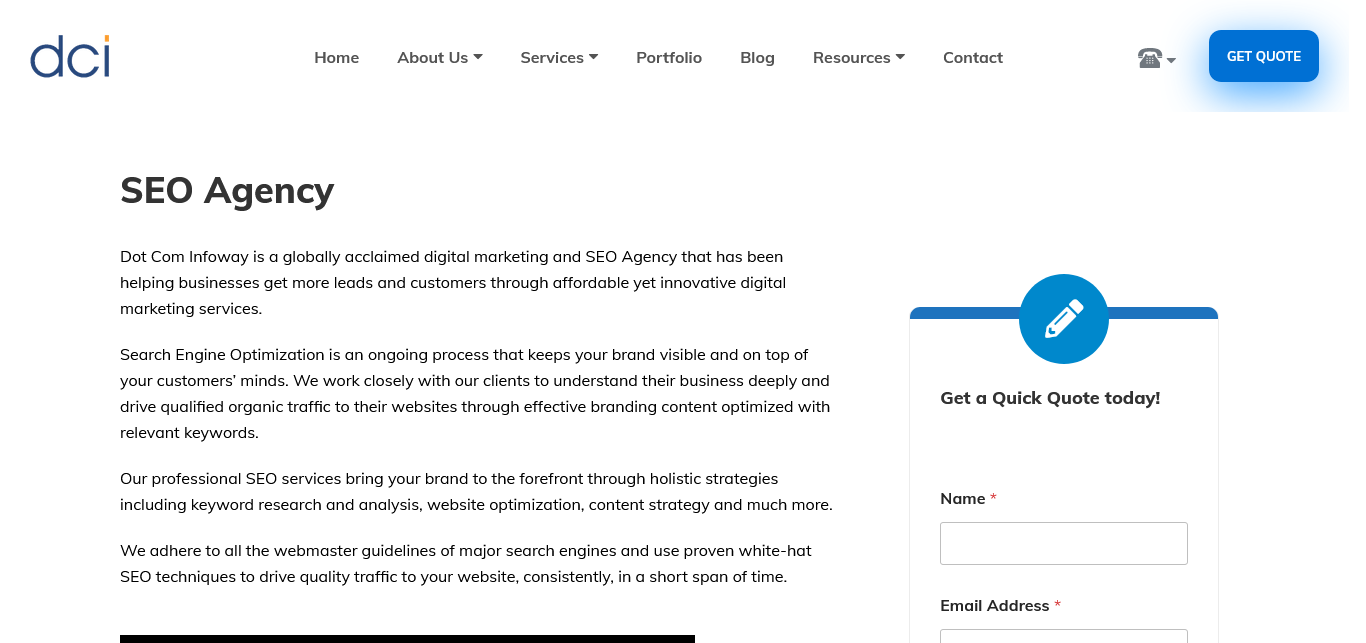 dci
Home
About Us
Services
Portfolio
Blog
Resources
Contact
GET QUOTE
SEO Agency
Dot Com Infoway is a globally acclaimed digital marketing and SEO Agency that has been
helping businesses get more leads and customers through affordable yet innovative digital
marketing services.
Search Engine Optimization is an ongoing process that keeps your brand visible and on top of
your customers’ minds. We work closely with our clients to understand their business deeply and
drive qualified organic traffic to their websites through effective branding content optimized with
relevant keywords.
Our professional SEO services bring your brand to the forefront through holistic strategies
including keyword research and analysis, website optimization, content strategy and much more.
We adhere to all the webmaster guidelines of major search engines and use proven white-hat
SEO techniques to drive quality traffic to your website, consistently, in a short span of time.
Get a Quick Quote today!
Name *
Email Address *